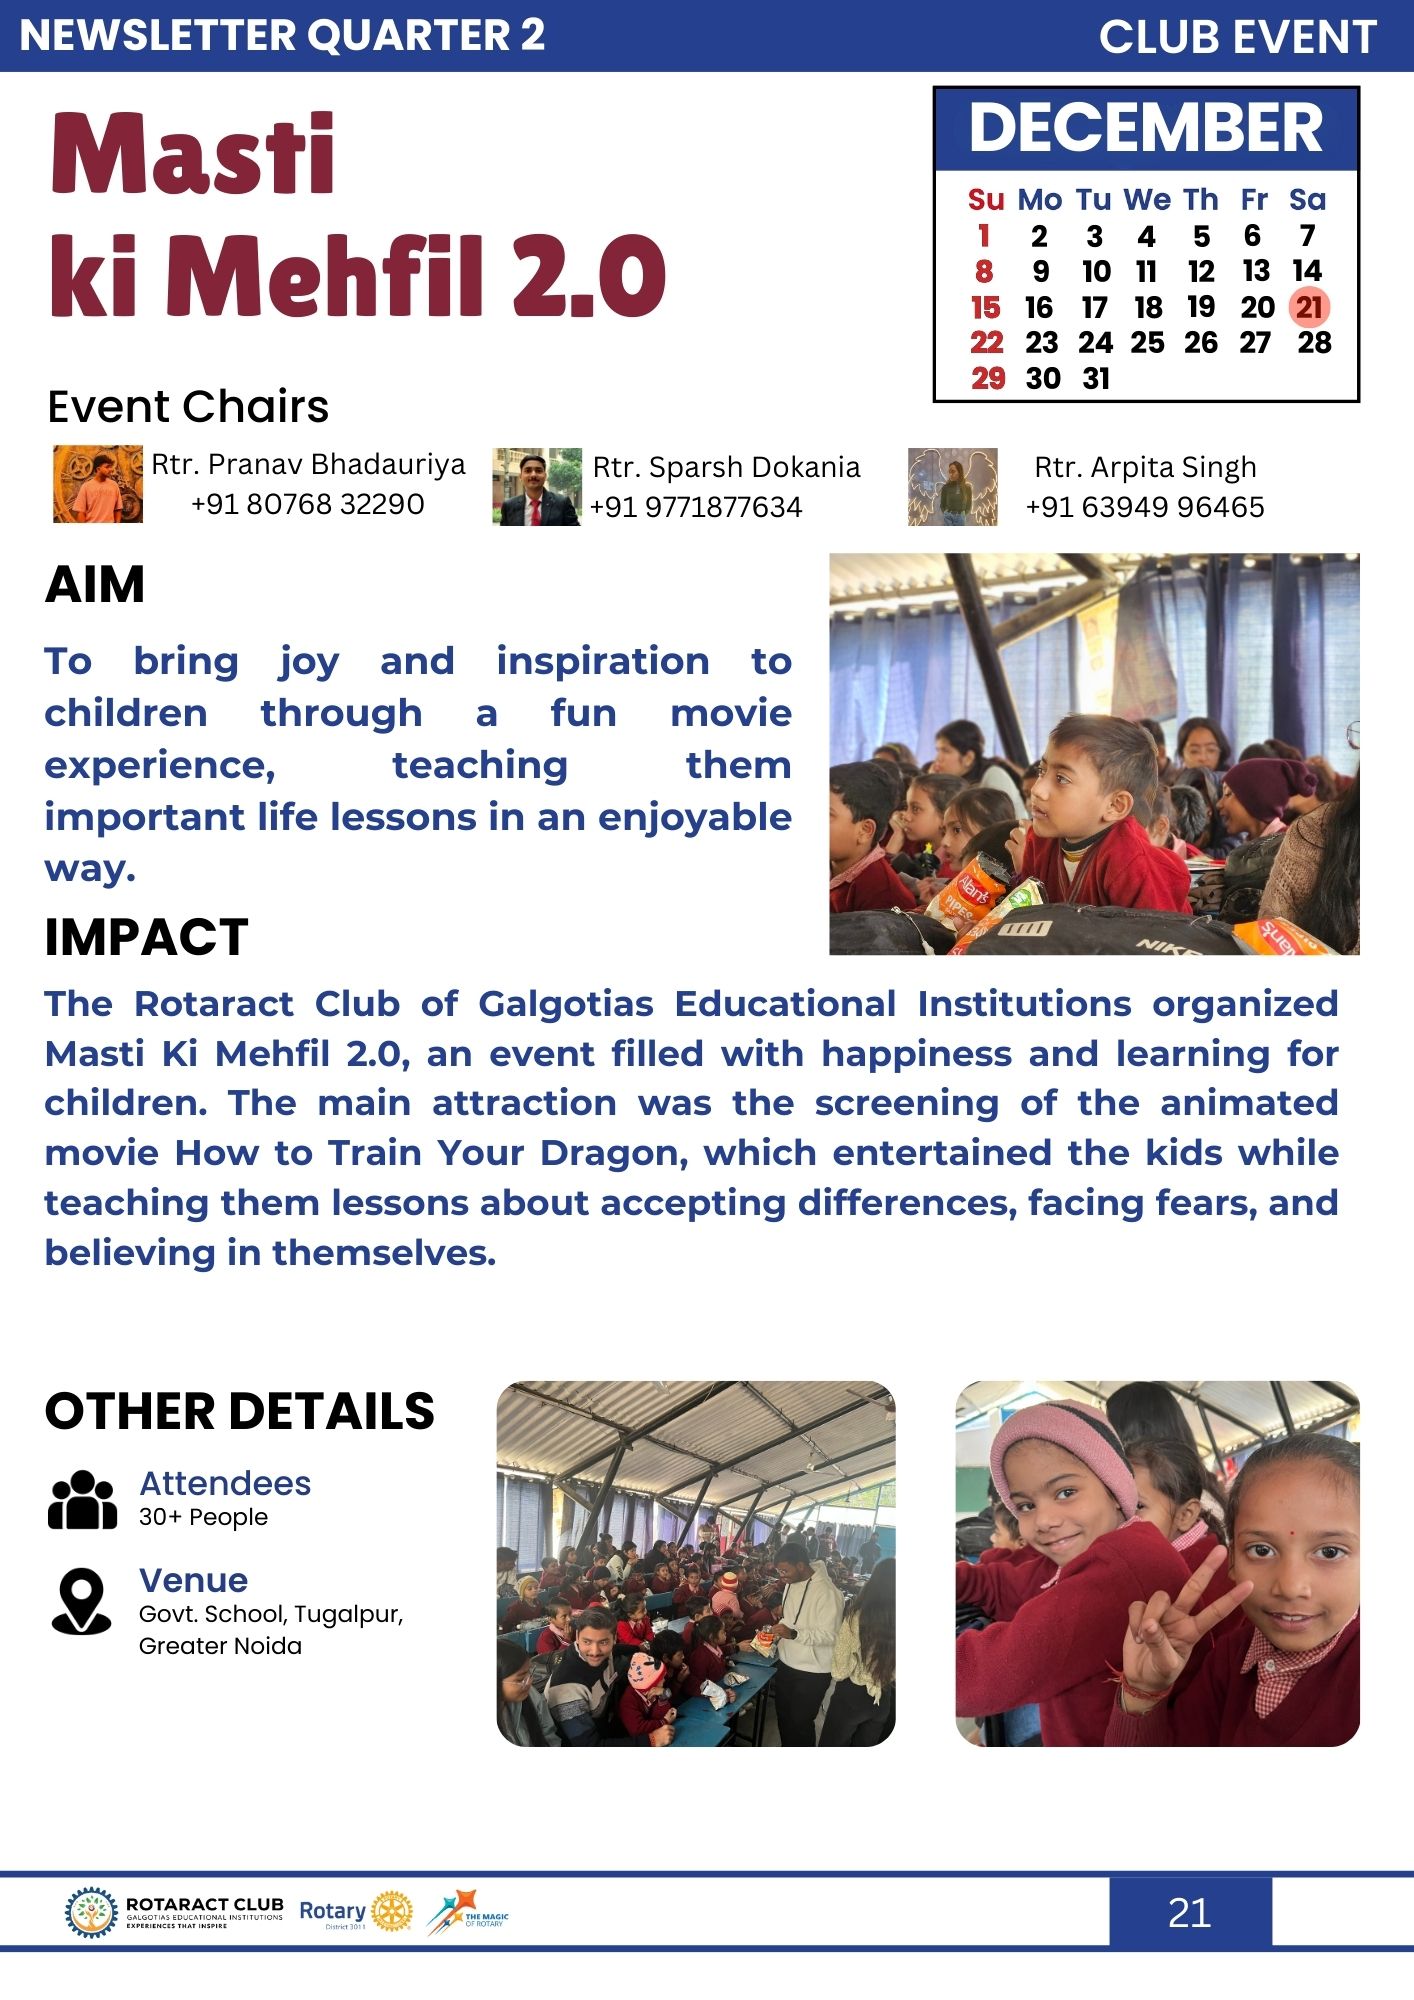 NEWSLETTER QUARTER 2
CLUB EVENT
Masti
ki Mehfil 2.0
DECEMBER
Su Mo Tu We Th Fr Sa
1 2 3 4 5 6 7
8 9 10 11 12 13 14
15 16 17 18 19 20 21
22 23 24 25 26 27 28
29 30 31
Event Chairs
Rtr. Pranav Bhadauriya
+91 80768 32290
Rtr. Sparsh Dokania
+91 9771877634
Rtr. Arpita Singh
+91 63949 96465
AIM
To bring joy and inspiration to
children through a fun movie
experience, teaching them
important life lessons in an enjoyable
way.
Alan's
PIPES
NIKE
IMPACT
The Rotaract Club of Galgotias Educational Institutions organized
Masti Ki Mehfil 2.0, an event filled with happiness and learning for
children. The main attraction was the screening of the animated
movie How to Train Your Dragon, which entertained the kids while
teaching them lessons about accepting differences, facing fears, and
believing in themselves.
OTHER DETAILS
Attendees
30+ People
Venue
Govt. School, Tugalpur,
Greater Noida
ROTARACT CLUB
GALGOTIAS EDUCATIONAL INSTITUTIONS
EXPERIENCES THAT INSPIRE
Rotary
District 3011
THE MAGIC
OF ROTARY
21